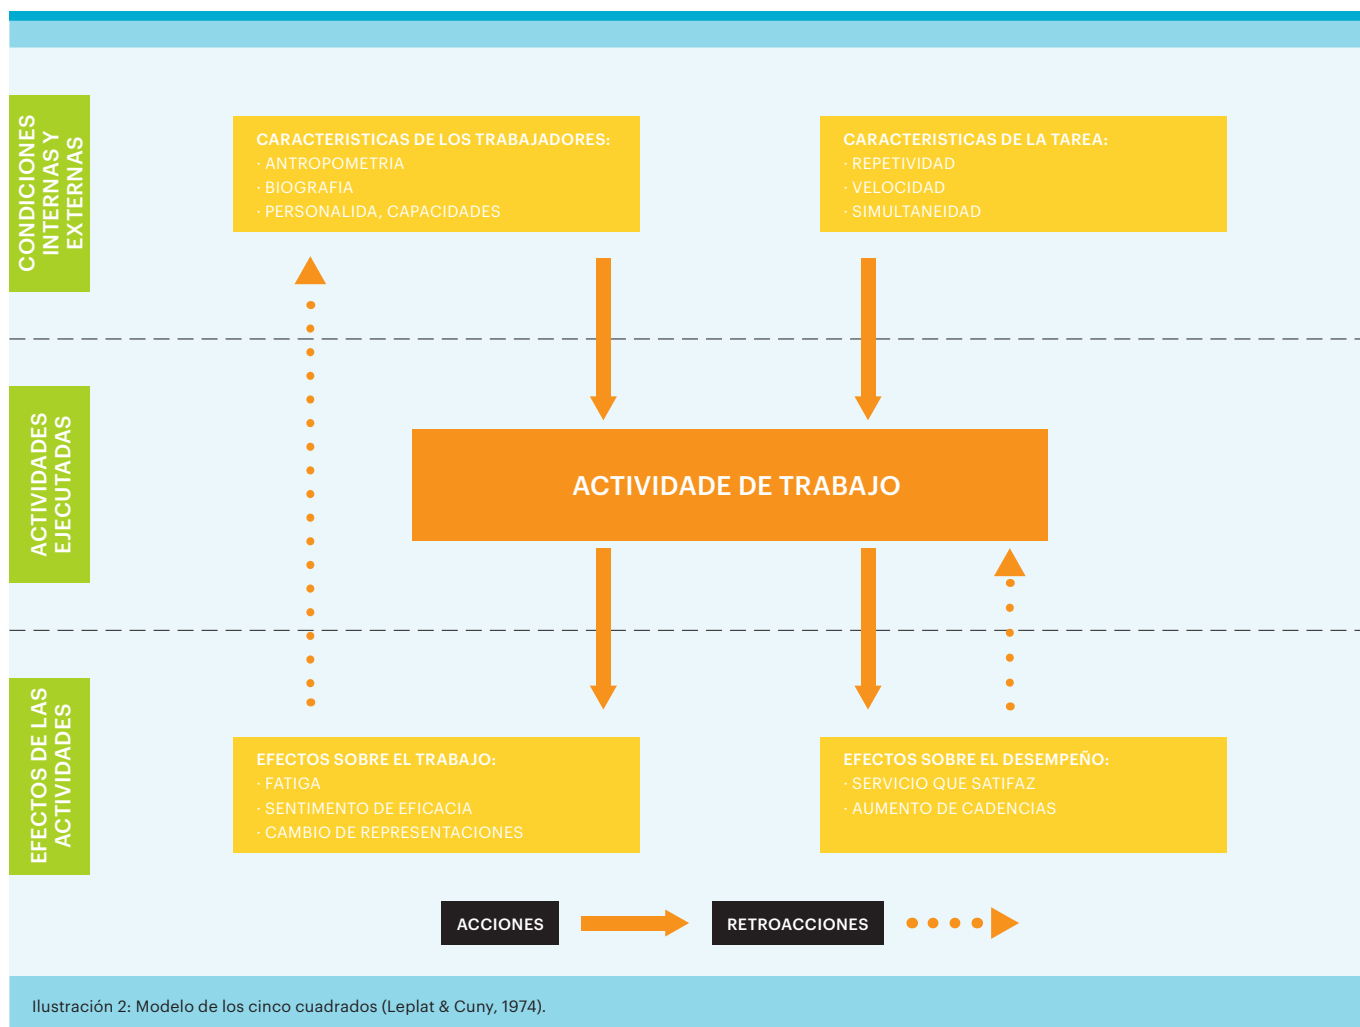 CONDICIONES
INTERNAS Y
EXTERNAS
CARACTERISTICAS DE LOS TRABAJADORES:
· ANTROPOMETRIA
· BIOGRAFIA
· PERSONALIDA, CAPACIDADES
CARACTERISTICAS DE LA TAREA:
· REPETIVIDAD
· VELOCIDAD
· SIMULTANEIDAD
ACTIVIDADES
EJECUTADAS
ACTIVIDADE DE TRABAJO
EFECTOS DE LAS
ACTIVIDADES
EFECTOS SOBRE EL TRABAJO:
· FATIGA
· SENTIMENTO DE EFICACIA
· CAMBIO DE REPRESENTACIONES
EFECTOS SOBRE EL DESEMPEÑO:
· SERVICIO QUE SATIFAZ
· AUMENTO DE CADENCIAS
ACCIONES
RETROACCIONES
Ilustración 2: Modelo de los cinco cuadrados (Leplat & Cuny, 1974).